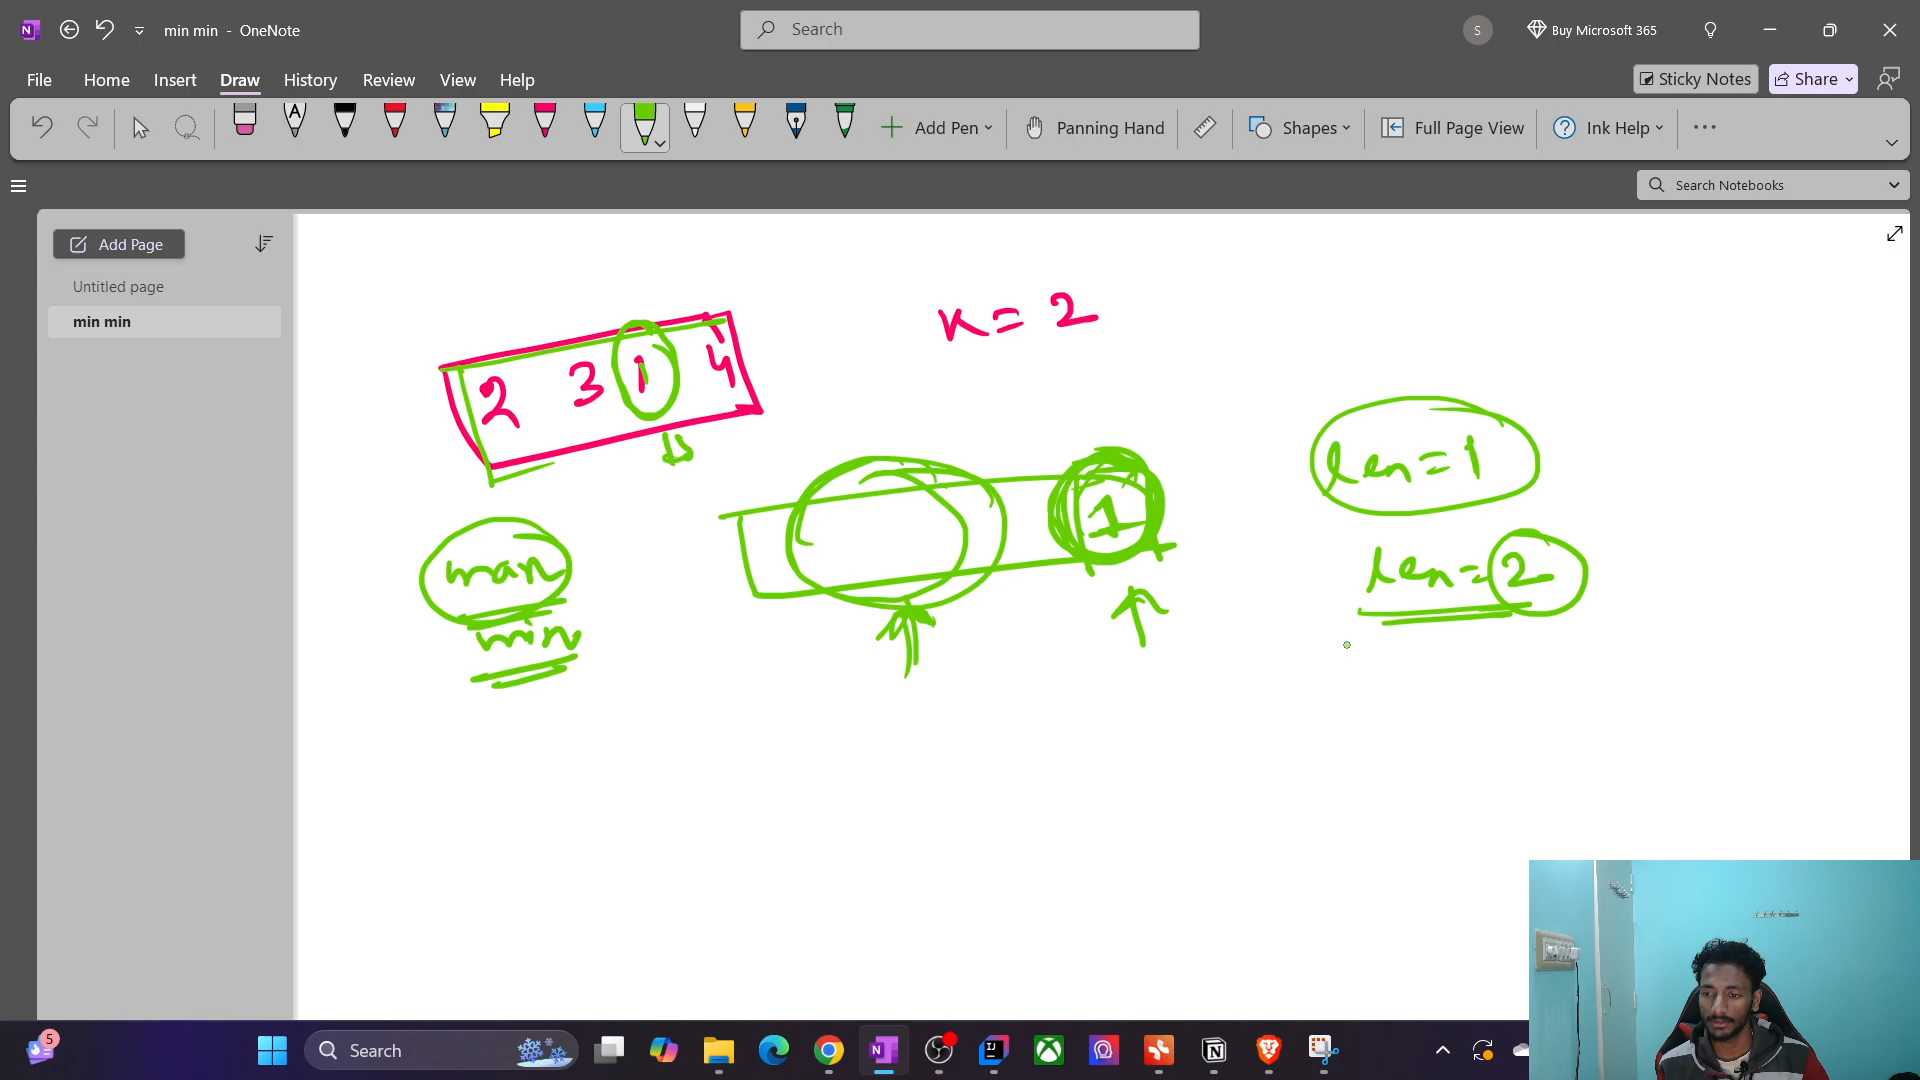 min min - OneNote
Search
S
Buy Microsoft 365
File Home Insert Draw History Review View Help
Sticky Notes
Share
A
Add Pen
Panning Hand
Shapes
Full Page View
Ink Help
Search Notebooks
Add Page
Untitled page
min min
K = 2
2 3 1 4
len = 1
1
max
len = 2
min
5
Search